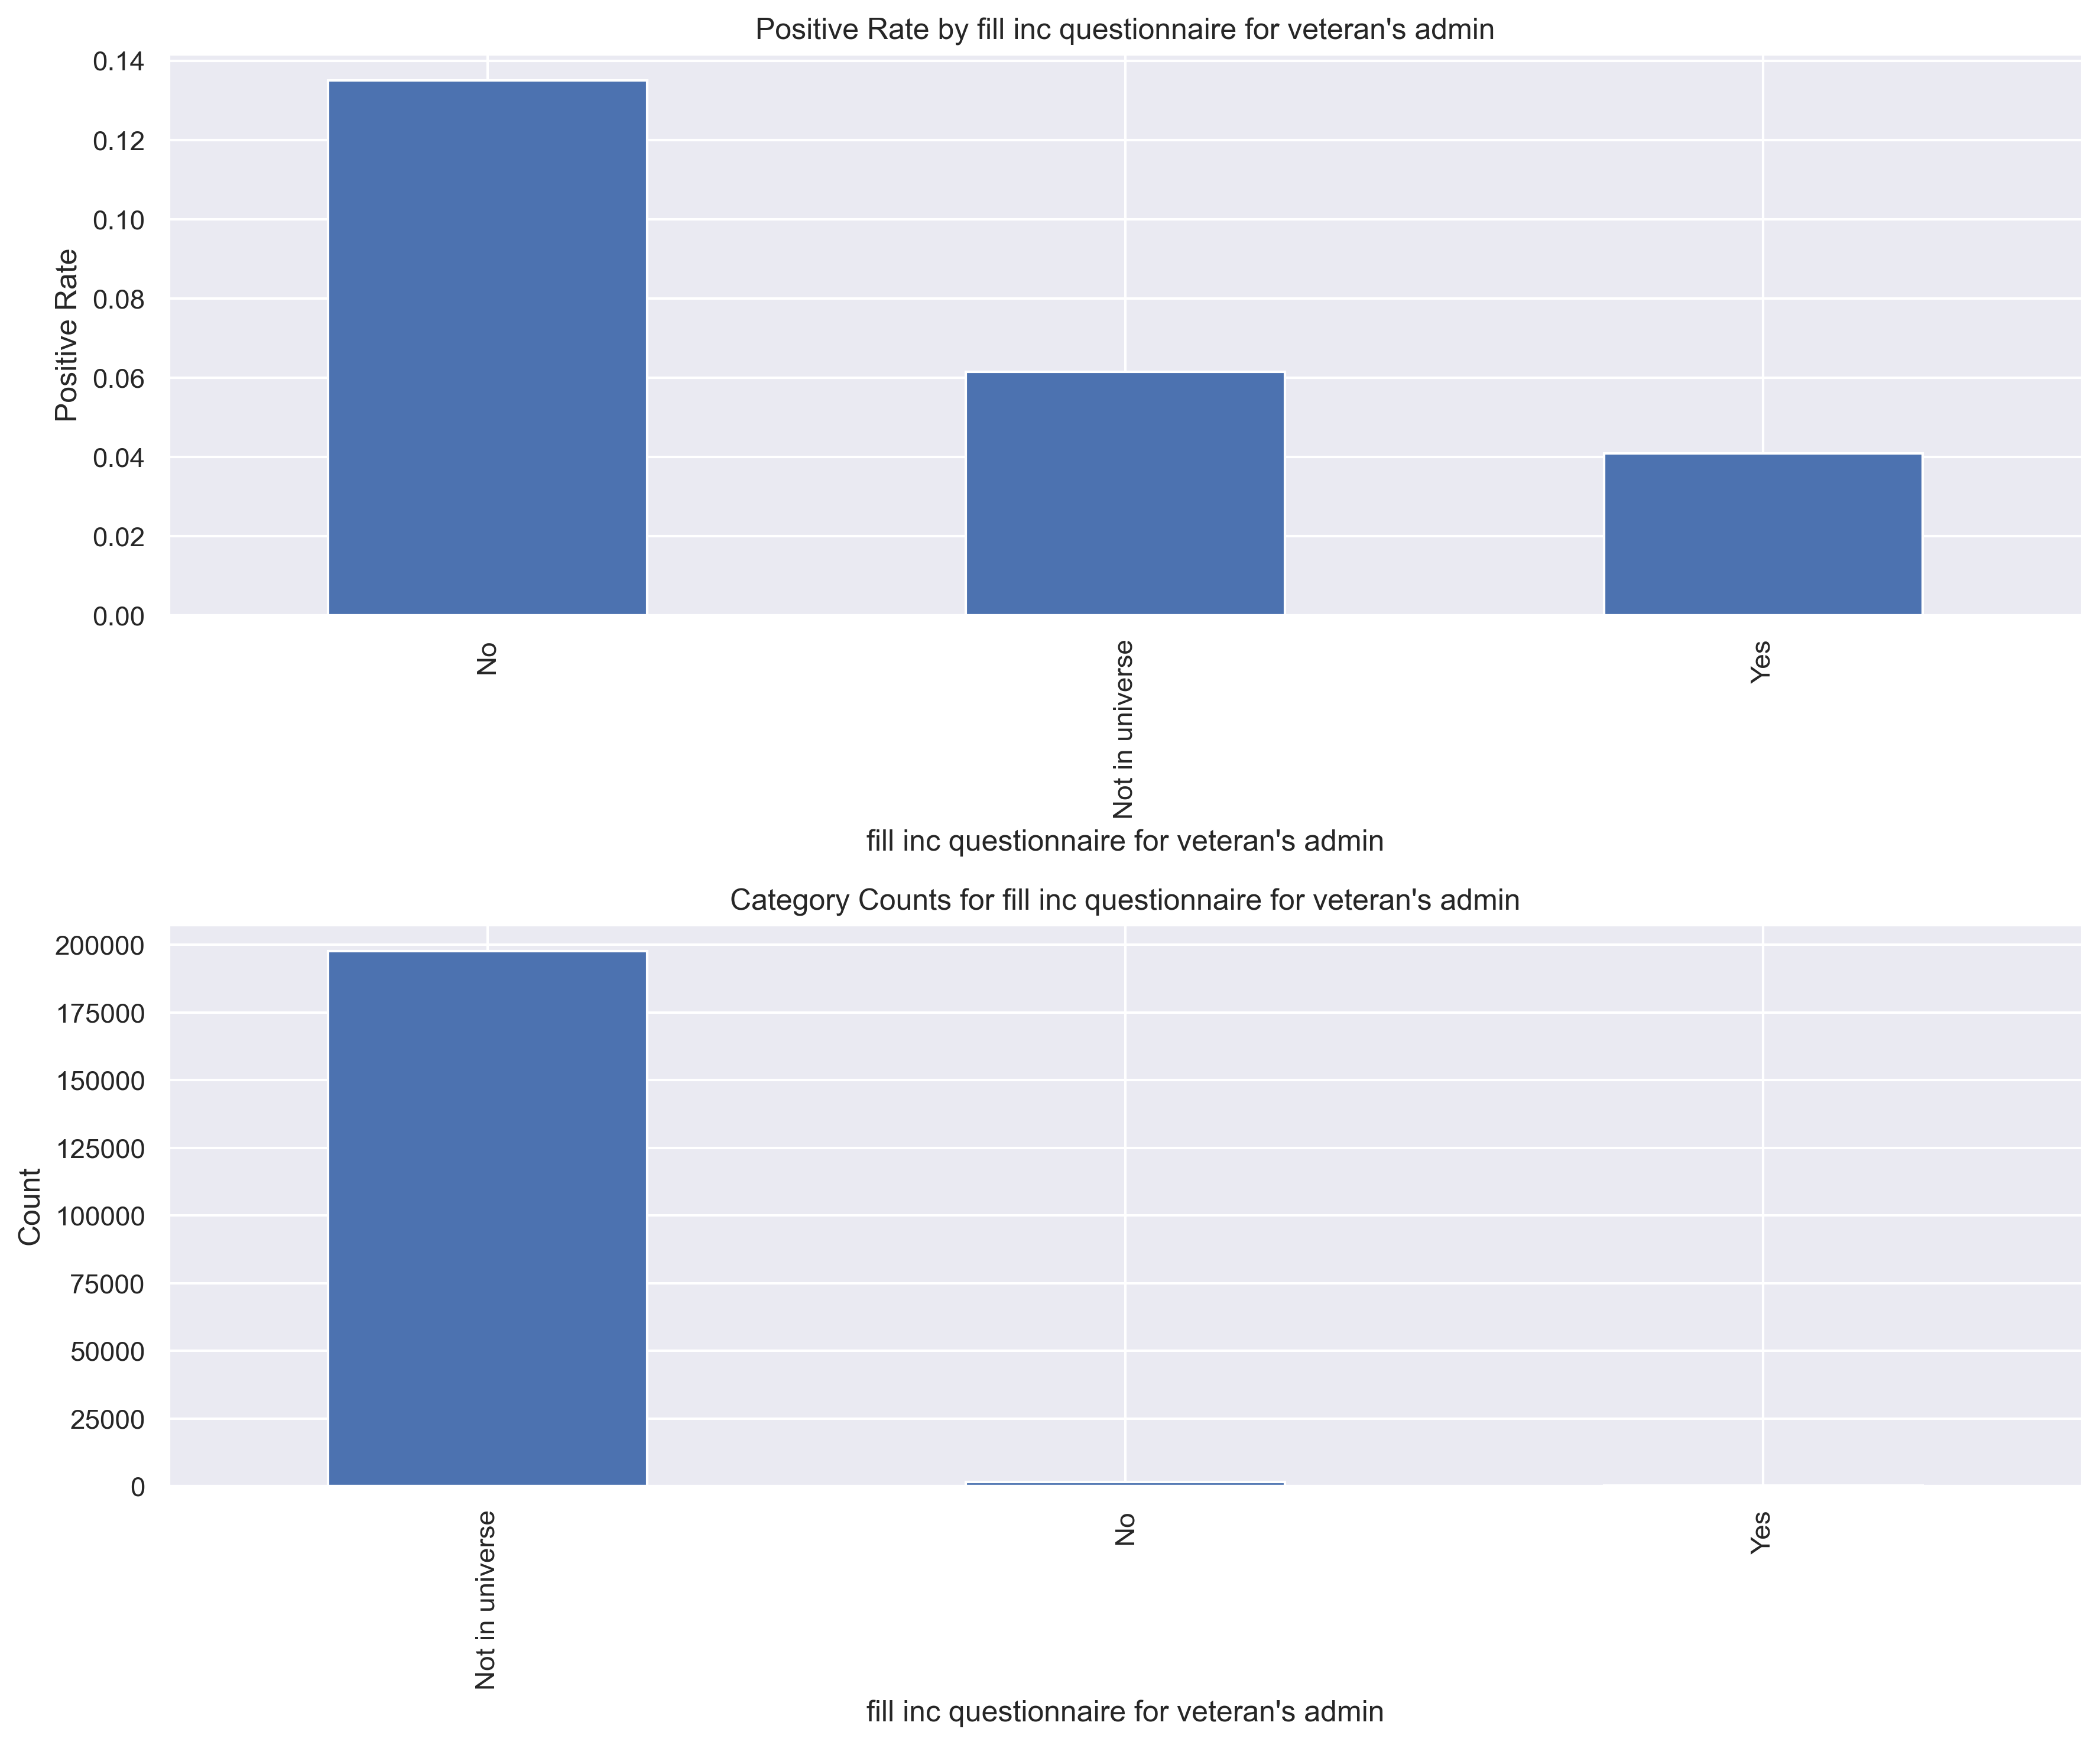 Positive Rate by fill inc questionnaire for veteran's admin
0.14
0.12
0.10
0.08
0.06
0.04
0.02
0.00
Positive Rate
No
Not in universe
Yes
fill inc questionnaire for veteran's admin
Category Counts for fill inc questionnaire for veteran's admin
200000
175000
150000
125000
100000
75000
50000
25000
0
Count
Not in universe
No
Yes
fill inc questionnaire for veteran's admin